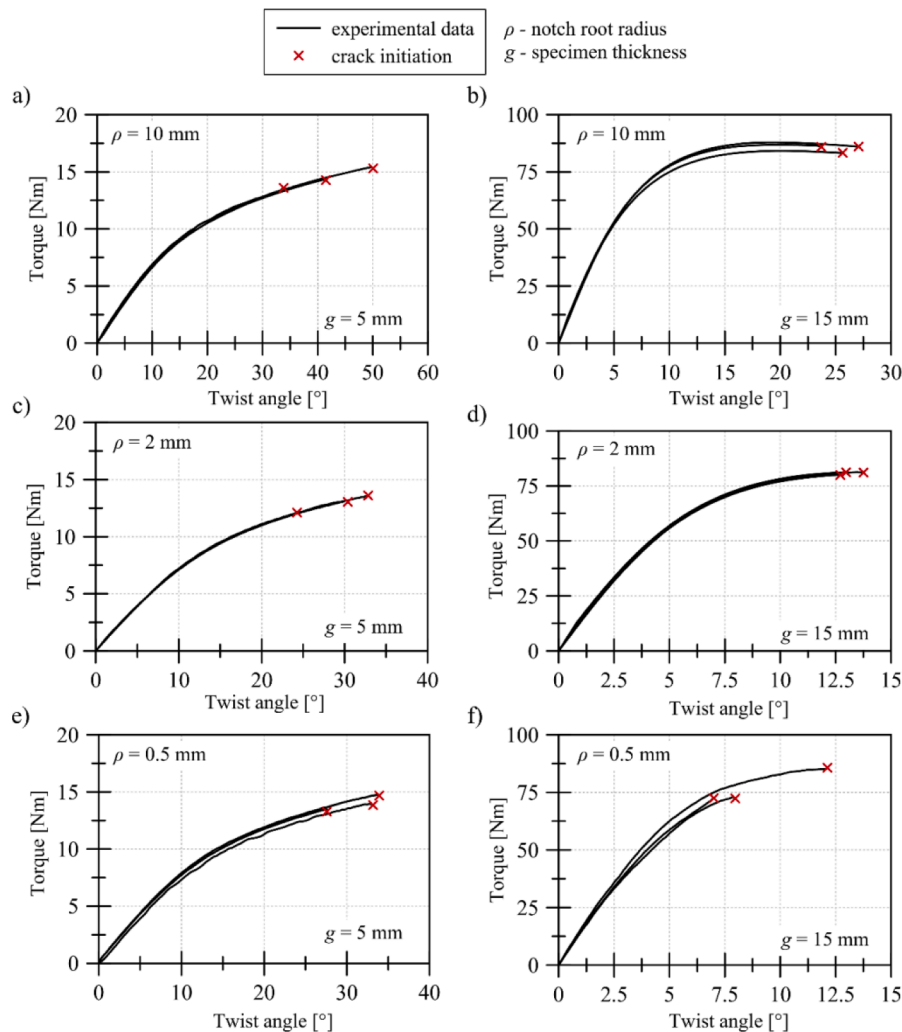 experimental data
crack initiation
ρ - notch root radius
g - specimen thickness
a)
20
15
10
5
0
Torque [Nm]
ρ = 10 mm
g = 5 mm
0 10 20 30 40 50 60
Twist angle [°]
b)
100
75
50
25
0
Torque [Nm]
ρ = 10 mm
g = 15 mm
0 5 10 15 20 25 30
Twist angle [°]
c)
20
15
10
5
0
Torque [Nm]
ρ = 2 mm
g = 5 mm
0 10 20 30 40
Twist angle [°]
d)
100
75
50
25
0
Torque [Nm]
ρ = 2 mm
g = 15 mm
0 2.5 5 7.5 10 12.5 15
Twist angle [°]
e)
20
15
10
5
0
Torque [Nm]
ρ = 0.5 mm
g = 5 mm
0 10 20 30 40
Twist angle [°]
f)
100
75
50
25
0
Torque [Nm]
ρ = 0.5 mm
g = 15 mm
0 2.5 5 7.5 10 12.5 15
Twist angle [°]